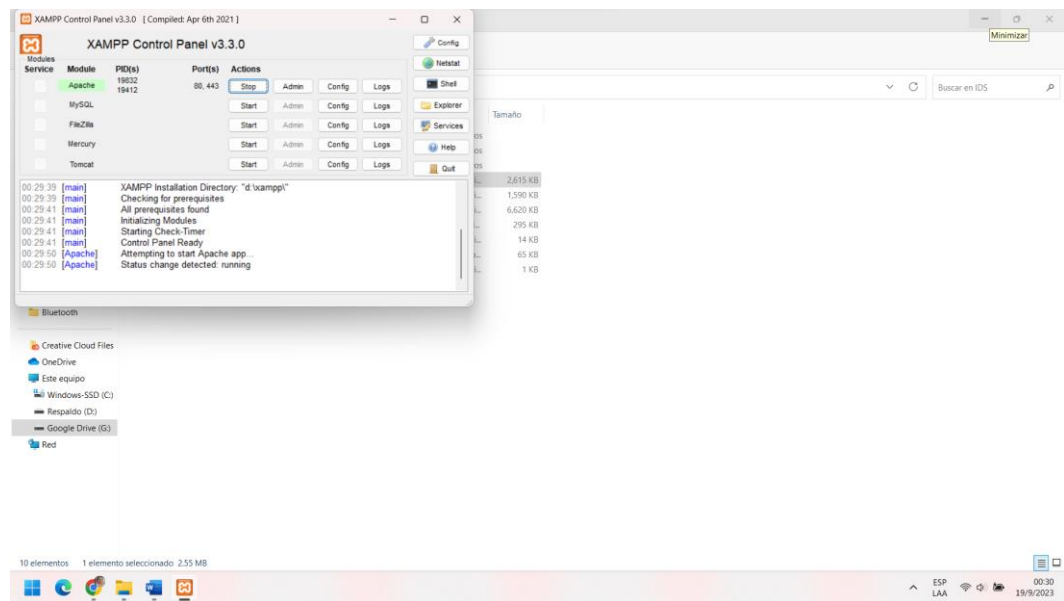 XAMPP Control Panel v3.3.0 [ Compiled: Apr 6th 2021 ]
XAMPP Control Panel v3.3.0
Config
Modules
Service Module PID(s) Port(s) Actions
Netstat
Apache 19832 19412 80, 443 Stop Admin Config Logs
Shell
MySQL Start Admin Config Logs
Explorer
FileZilla Start Admin Config Logs
Services
Mercury Start Admin Config Logs
Help
Tomcat Start Admin Config Logs
Quit
00:29:39 [main] XAMPP Installation Directory: "d:\xampp\"
00:29:39 [main] Checking for prerequisites
00:29:41 [main] All prerequisites found
00:29:41 [main] Initializing Modules
00:29:41 [main] Starting Check-Timer
00:29:41 [main] Control Panel Ready
00:29:50 [Apache] Attempting to start Apache app...
00:29:50 [Apache] Status change detected: running
Minimizar
Buscar en IDS
Tamaño
2,615 KB
1,590 KB
6,620 KB
295 KB
14 KB
65 KB
1 KB
Bluetooth
Creative Cloud Files
OneDrive
Este equipo
Windows-SSD (C:)
Respaldo (D:)
Google Drive (G:)
Red
10 elementos 1 elemento seleccionado 2.55 MB
ESP
LAA
00:30
19/9/2023